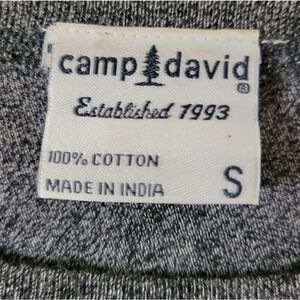 camp david ®
Established 1993
100% COTTON
MADE IN INDIA S